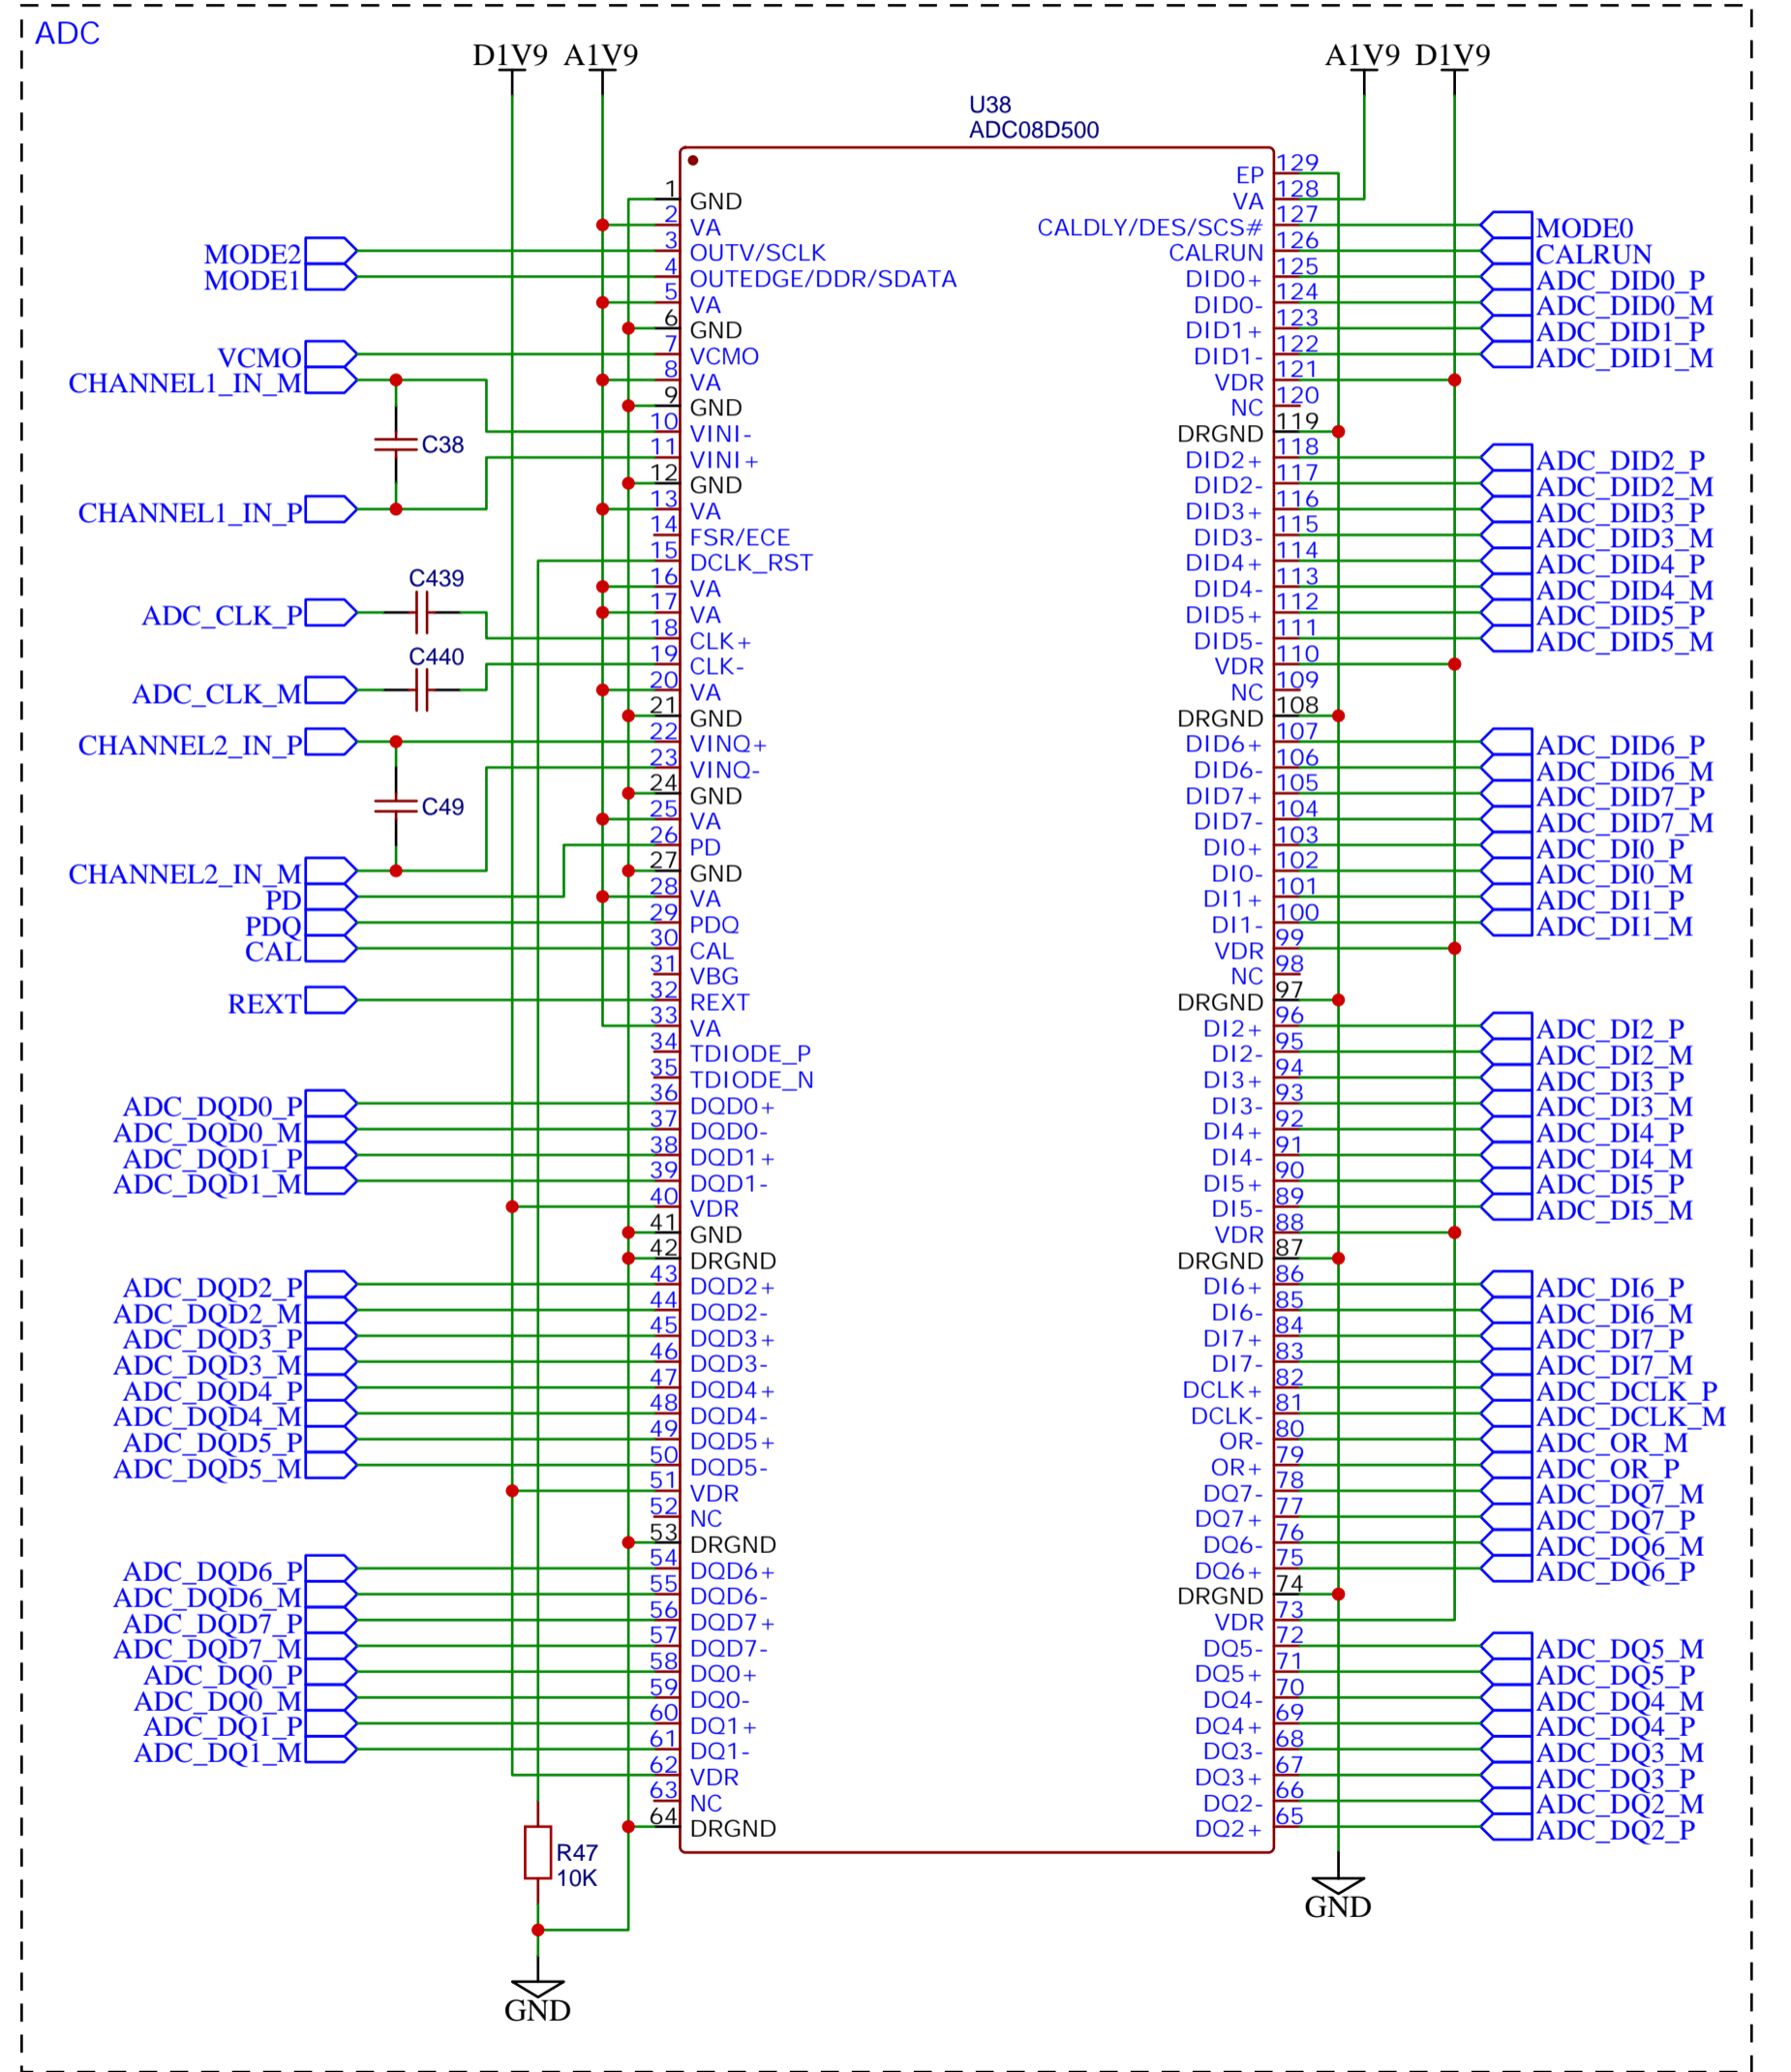 ADC
D1V9 A1V9
A1V9 D1V9
U38
ADC08D500
MODE2
MODE1
VCMO
CHANNEL1_IN_M
C38
CHANNEL1_IN_P
C439
ADC_CLK_P
C440
ADC_CLK_M
CHANNEL2_IN_P
C49
CHANNEL2_IN_M
PD
PDQ
CAL
REXT
ADC_DQD0_P
ADC_DQD0_M
ADC_DQD1_P
ADC_DQD1_M
ADC_DQD2_P
ADC_DQD2_M
ADC_DQD3_P
ADC_DQD3_M
ADC_DQD4_P
ADC_DQD4_M
ADC_DQD5_P
ADC_DQD5_M
ADC_DQD6_P
ADC_DQD6_M
ADC_DQD7_P
ADC_DQD7_M
ADC_DQ0_P
ADC_DQ0_M
ADC_DQ1_P
ADC_DQ1_M
R47
10K
GND
1 GND
2 VA
3 OUTV/SCLK
4 OUTEDGE/DDR/SDATA
5 VA
6 GND
7 VCMO
8 VA
9 GND
10 VINI-
11 VINI+
12 GND
13 VA
14 FSR/ECE
15 DCLK_RST
16 VA
17 VA
18 CLK+
19 CLK-
20 VA
21 GND
22 VINQ+
23 VINQ-
24 GND
25 VA
26 PD
27 GND
28 VA
29 PDQ
30 CAL
31 VBG
32 REXT
33 VA
34 TDIODE_P
35 TDIODE_N
36 DQD0+
37 DQD0-
38 DQD1+
39 DQD1-
40 VDR
41 GND
42 DRGND
43 DQD2+
44 DQD2-
45 DQD3+
46 DQD3-
47 DQD4+
48 DQD4-
49 DQD5+
50 DQD5-
51 VDR
52 NC
53 DRGND
54 DQD6+
55 DQD6-
56 DQD7+
57 DQD7-
58 DQ0+
59 DQ0-
60 DQ1+
61 DQ1-
62 VDR
63 NC
64 DRGND
EP 129
VA 128
CALDLY/DES/SCS# 127
CALRUN 126
DID0+ 125
DID0- 124
DID1+ 123
DID1- 122
VDR 121
NC 120
DRGND 119
DID2+ 118
DID2- 117
DID3+ 116
DID3- 115
DID4+ 114
DID4- 113
DID5+ 112
DID5- 111
VDR 110
NC 109
DRGND 108
DID6+ 107
DID6- 106
DID7+ 105
DID7- 104
DI0+ 103
DI0- 102
DI1+ 101
DI1- 100
VDR 99
NC 98
DRGND 97
DI2+ 96
DI2- 95
DI3+ 94
DI3- 93
DI4+ 92
DI4- 91
DI5+ 90
DI5- 89
VDR 88
DRGND 87
DI6+ 86
DI6- 85
DI7+ 84
DI7- 83
DCLK+ 82
DCLK- 81
OR- 80
OR+ 79
DQ7- 78
DQ7+ 77
DQ6- 76
DQ6+ 75
DRGND 74
VDR 73
DQ5- 72
DQ5+ 71
DQ4- 70
DQ4+ 69
DQ3- 68
DQ3+ 67
DQ2- 66
DQ2+ 65
MODE0
CALRUN
ADC_DID0_P
ADC_DID0_M
ADC_DID1_P
ADC_DID1_M
ADC_DID2_P
ADC_DID2_M
ADC_DID3_P
ADC_DID3_M
ADC_DID4_P
ADC_DID4_M
ADC_DID5_P
ADC_DID5_M
ADC_DID6_P
ADC_DID6_M
ADC_DID7_P
ADC_DID7_M
ADC_DI0_P
ADC_DI0_M
ADC_DI1_P
ADC_DI1_M
ADC_DI2_P
ADC_DI2_M
ADC_DI3_P
ADC_DI3_M
ADC_DI4_P
ADC_DI4_M
ADC_DI5_P
ADC_DI5_M
ADC_DI6_P
ADC_DI6_M
ADC_DI7_P
ADC_DI7_M
ADC_DCLK_P
ADC_DCLK_M
ADC_OR_M
ADC_OR_P
ADC_DQ7_M
ADC_DQ7_P
ADC_DQ6_M
ADC_DQ6_P
ADC_DQ5_M
ADC_DQ5_P
ADC_DQ4_M
ADC_DQ4_P
ADC_DQ3_M
ADC_DQ3_P
ADC_DQ2_M
ADC_DQ2_P
GND